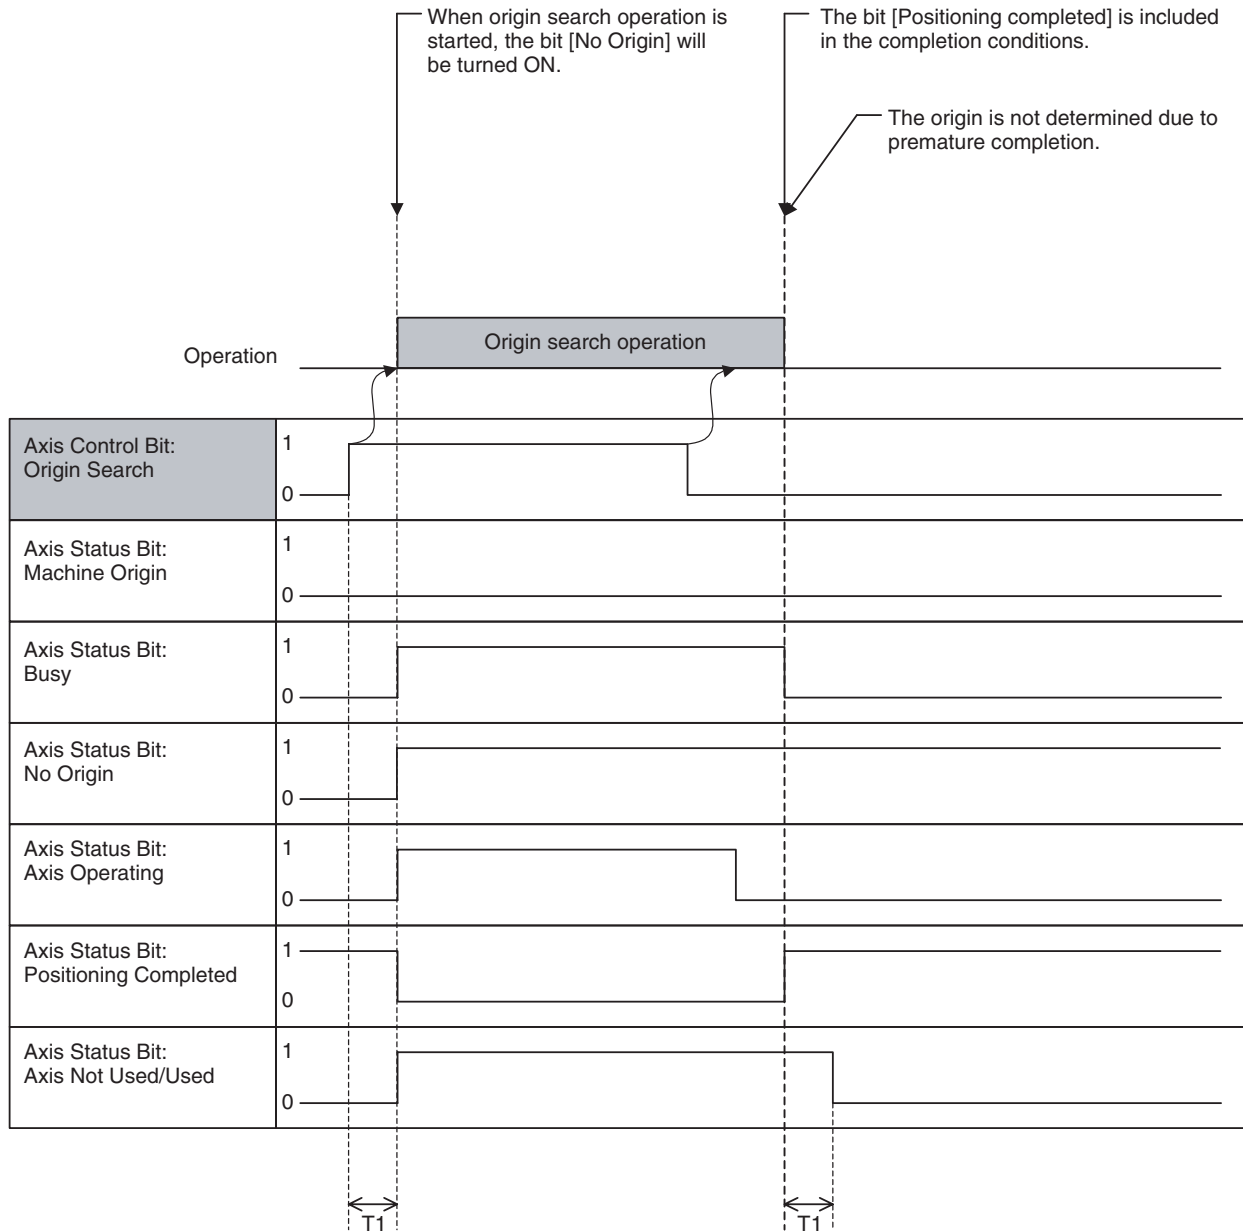 When origin search operation is
started, the bit [No Origin] will
be turned ON.
The bit [Positioning completed] is included
in the completion conditions.
The origin is not determined due to
premature completion.
Operation
Origin search operation
Axis Control Bit:
Origin Search
1
0
Axis Status Bit:
Machine Origin
1
0
Axis Status Bit:
Busy
1
0
Axis Status Bit:
No Origin
1
0
Axis Status Bit:
Axis Operating
1
0
Axis Status Bit:
Positioning Completed
1
0
Axis Status Bit:
Axis Not Used/Used
1
0
T1
T1